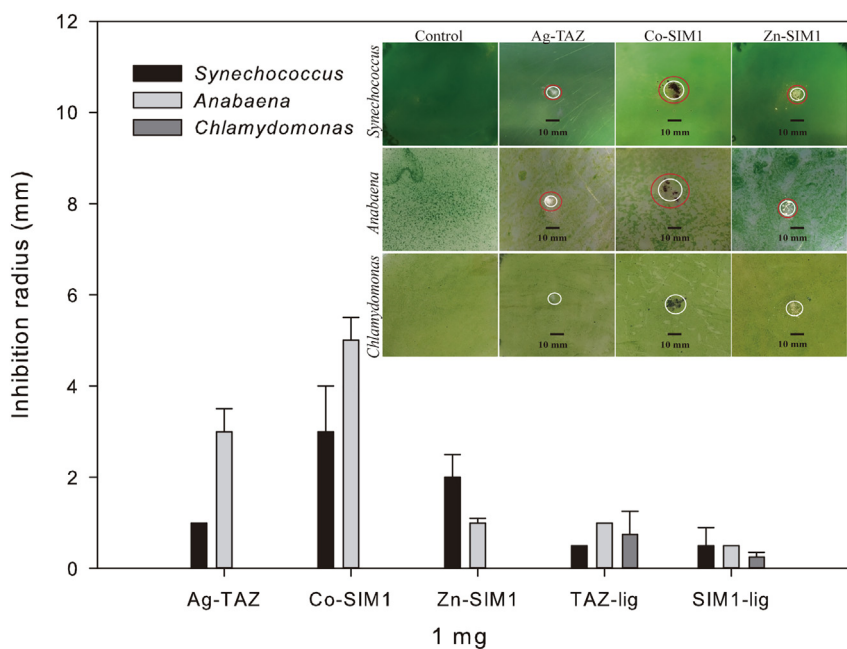 12
10
8
6
4
2
0
Inhibition radius (mm)
Synechococcus
Anabaena
Chlamydomonas
Control Ag-TAZ Co-SIM1 Zn-SIM1
Synechococcus
10 mm 10 mm 10 mm
Anabaena
10 mm 10 mm 10 mm
Chlamydomonas
10 mm 10 mm 10 mm
Ag-TAZ Co-SIM1 Zn-SIM1 TAZ-lig SIM1-lig
1 mg